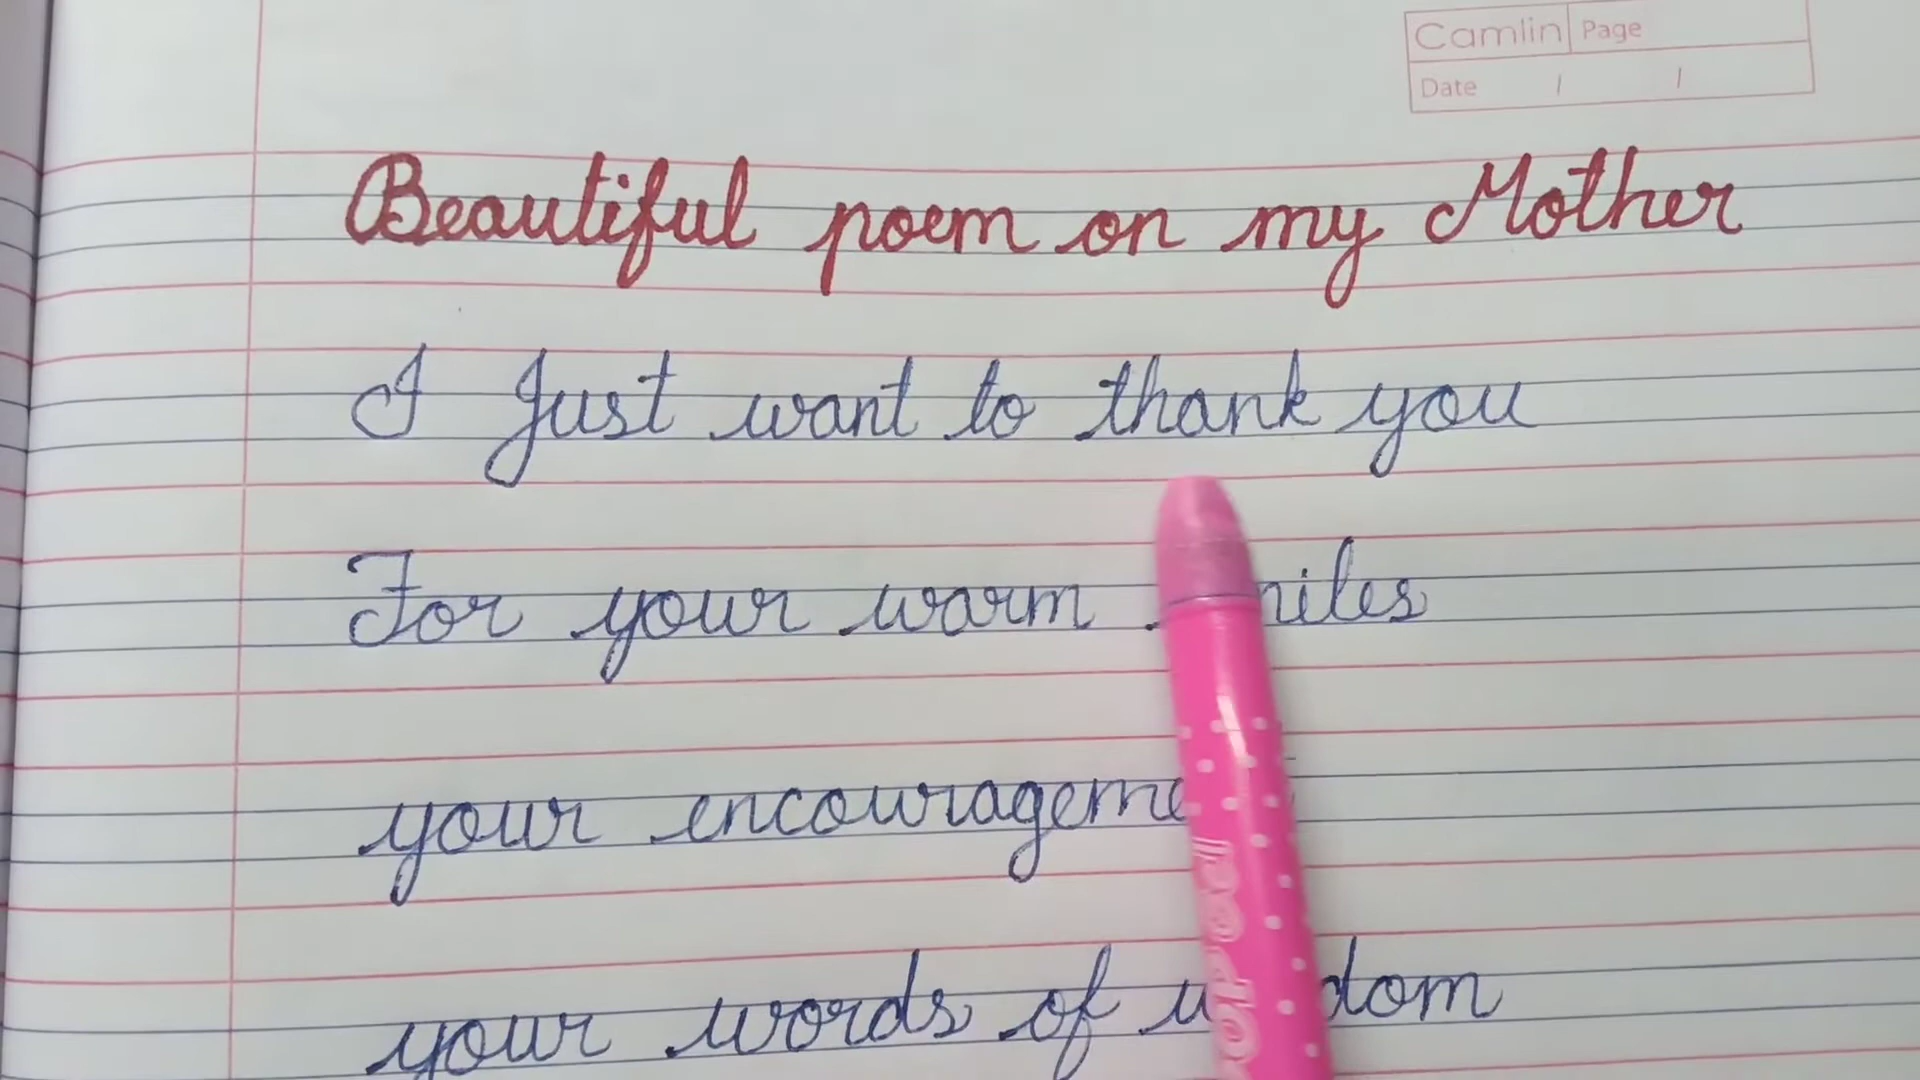 Camlin Page
Date / /
Beautiful poem on my Mother
I Just want to thank you
For your warm
your
your words of